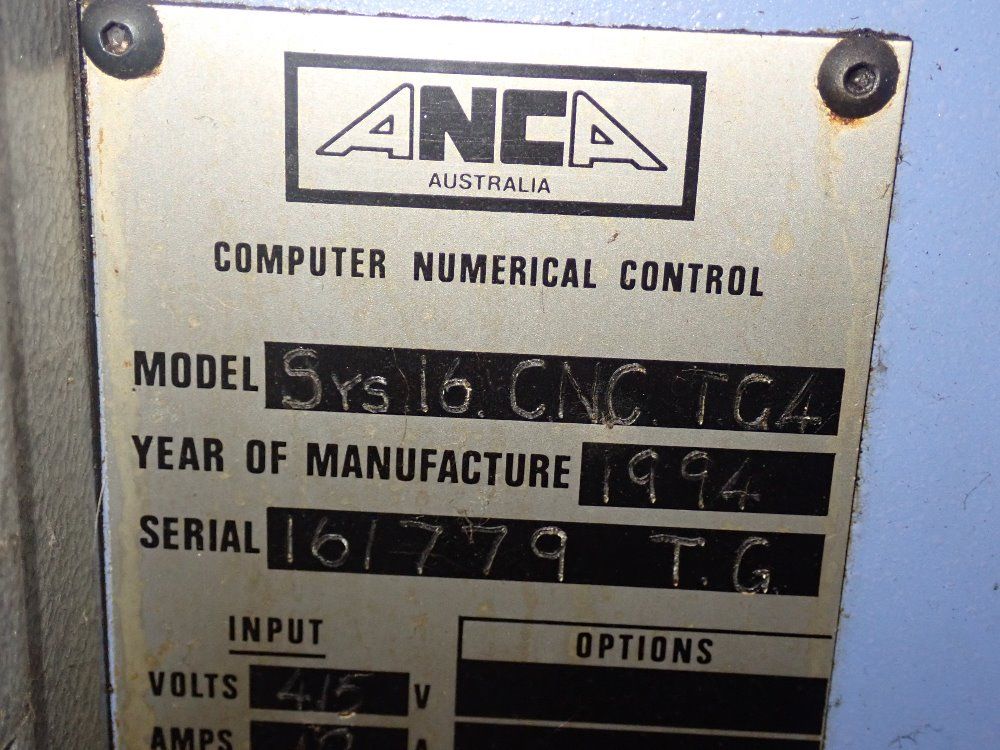 ANCA
AUSTRALIA
COMPUTER NUMERICAL CONTROL
MODEL Sys 16. CNC TG4
YEAR OF MANUFACTURE 1994
SERIAL 161779 T.G.
INPUT
OPTIONS
VOLTS 415 V
AMPS